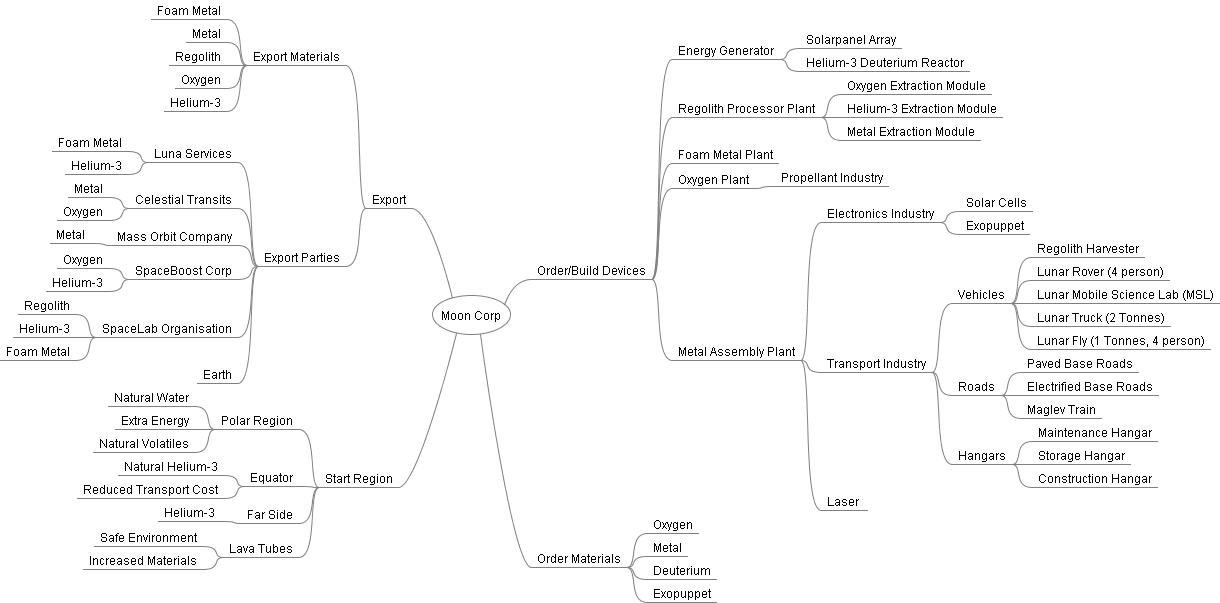 Moon Corp
Export
Export Materials
Foam Metal
Metal
Regolith
Oxygen
Helium-3
Export Parties
Luna Services
Foam Metal
Helium-3
Celestial Transits
Metal
Oxygen
Mass Orbit Company
Metal
SpaceBoost Corp
Oxygen
Helium-3
SpaceLab Organisation
Regolith
Helium-3
Foam Metal
Earth
Start Region
Polar Region
Natural Water
Extra Energy
Natural Volatiles
Equator
Natural Helium-3
Reduced Transport Cost
Far Side
Helium-3
Lava Tubes
Safe Environment
Increased Materials
Order/Build Devices
Energy Generator
Solarpanel Array
Helium-3 Deuterium Reactor
Regolith Processor Plant
Oxygen Extraction Module
Helium-3 Extraction Module
Metal Extraction Module
Foam Metal Plant
Oxygen Plant
Propellant Industry
Metal Assembly Plant
Electronics Industry
Solar Cells
Exopuppet
Transport Industry
Vehicles
Regolith Harvester
Lunar Rover (4 person)
Lunar Mobile Science Lab (MSL)
Lunar Truck (2 Tonnes)
Lunar Fly (1 Tonnes, 4 person)
Roads
Paved Base Roads
Electrified Base Roads
Maglev Train
Hangars
Maintenance Hangar
Storage Hangar
Construction Hangar
Laser
Order Materials
Oxygen
Metal
Deuterium
Exopuppet